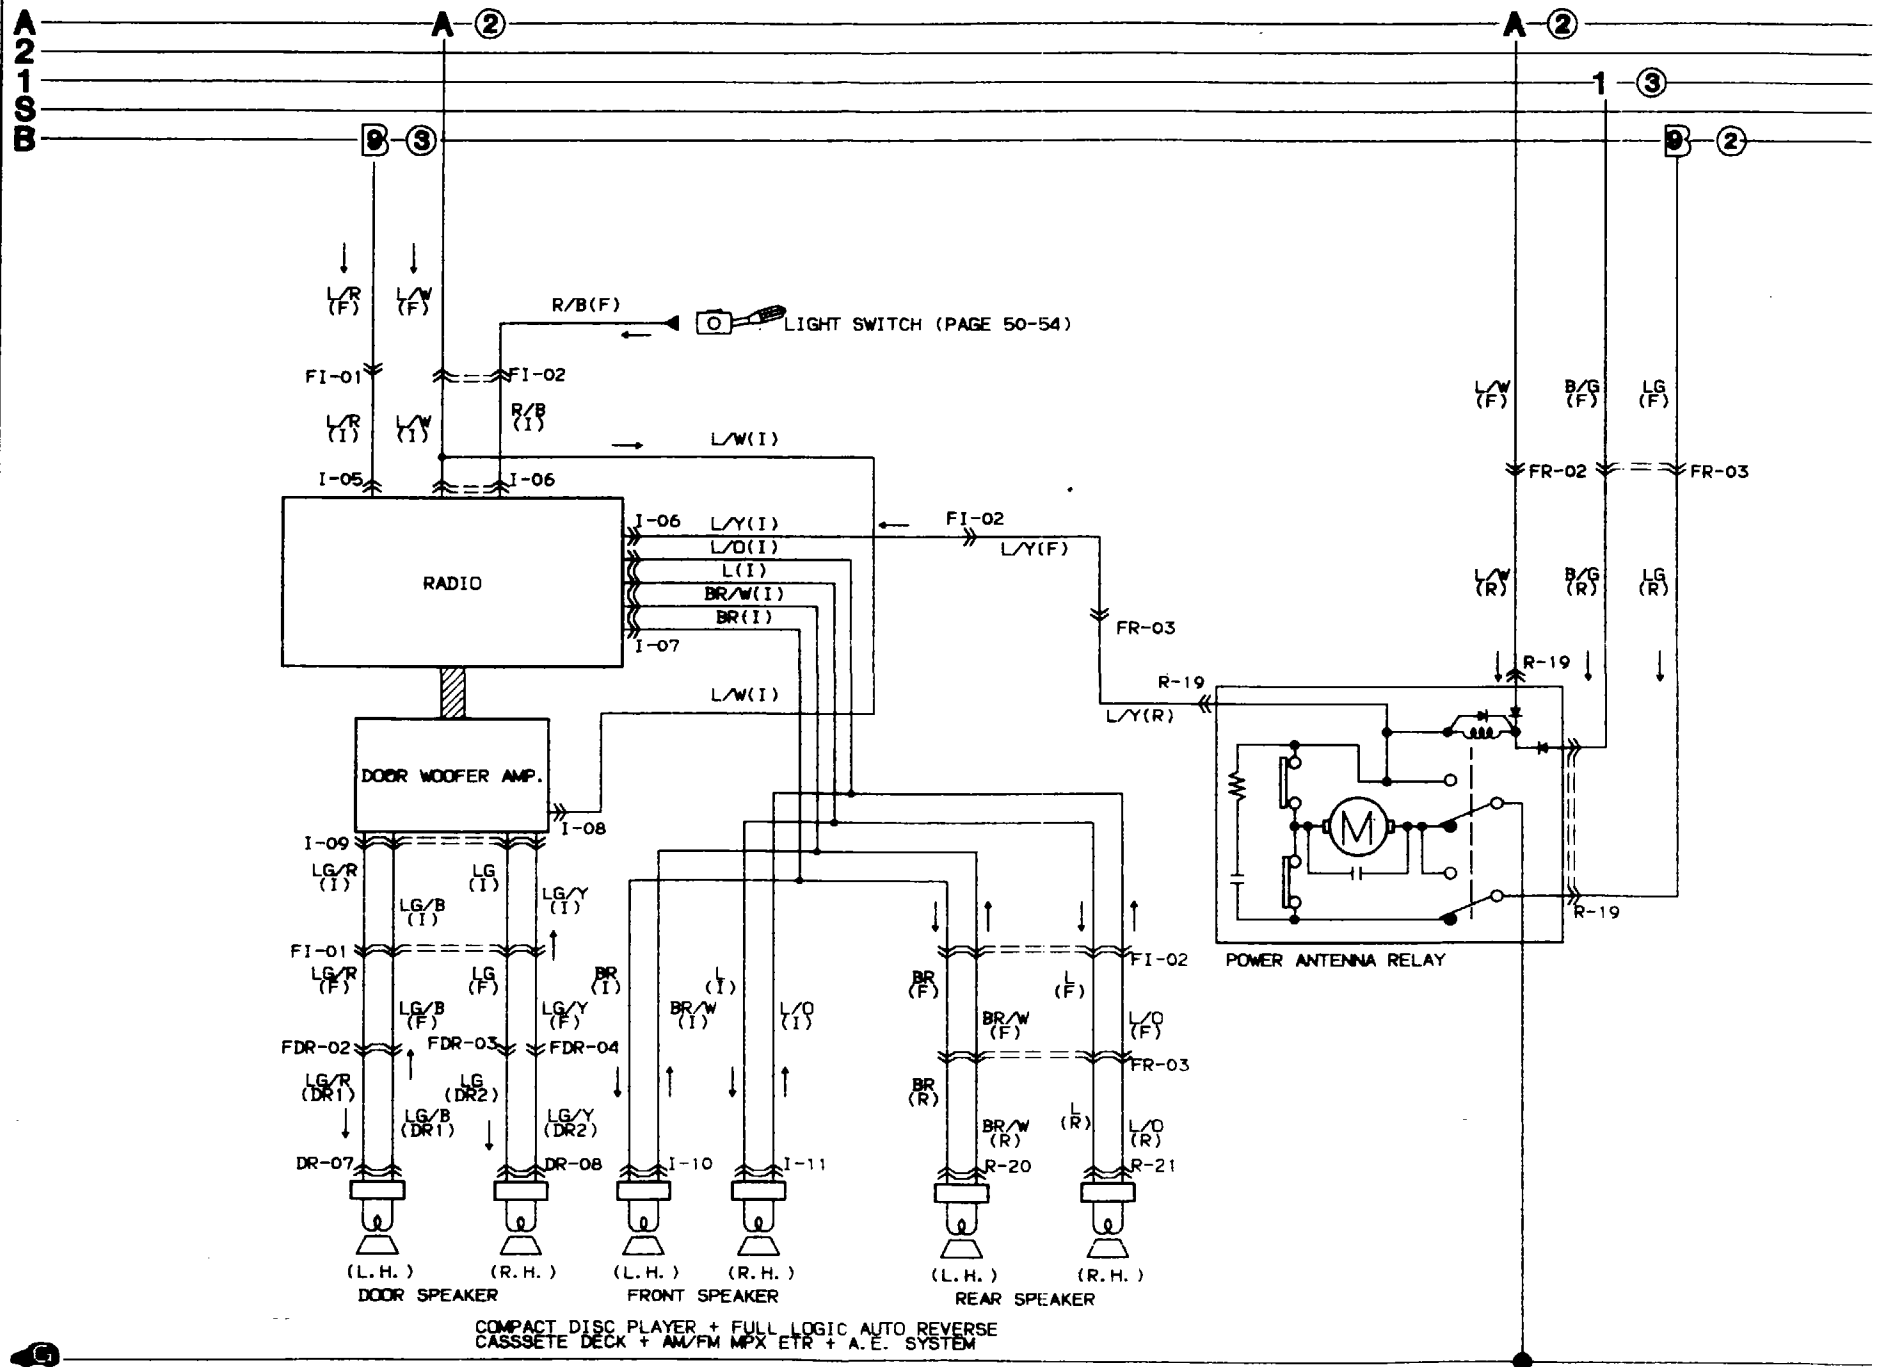 A A 2 A 2
2
1 1 3
S
B 9 3 9 2
L/R (F) L/W (F)
R/B(F)
LIGHT SWITCH (PAGE 50-54)
FI-01 FI-02
L/W (F) B/G (F) LG (F)
L/R (I) L/W (I) R/B (I)
L/W(I)
I-05 I-06
FR-02 FR-03
I-06 L/Y(I) FI-02
L/O(I) L/Y(F)
L(I)
RADIO
BR/W(I)
BR(I)
I-07
L/W (R) B/G (R) LG (R)
FR-03
R-19
R-19
L/W(I)
L/Y(R)
DOOR WOOFER AMP.
I-08
M
I-09
LG/R (I) LG (I)
LG/B (I) LG/Y (I)
R-19
FI-01
FI-02
POWER ANTENNA RELAY
LG/R (F) LG (F) BR (I) L (I) BR (F) L (F)
LG/B (F) LG/Y (F) BR/W (I) L/O (I) BR/W (F) L/O (F)
FDR-02 FDR-03 FDR-04
FR-03
LG/R (DR1) LG (DR2) BR (R)
LG/B (DR1) LG/Y (DR2) L (R) BR/W (R) L/O (R)
DR-07 DR-08 I-10 I-11 R-20 R-21
(L.H.) (R.H.) (L.H.) (R.H.) (L.H.) (R.H.)
DOOR SPEAKER FRONT SPEAKER REAR SPEAKER
COMPACT DISC PLAYER + FULL LOGIC AUTO REVERSE
CASSSETE DECK + AM/FM MPX ETR + A.E. SYSTEM